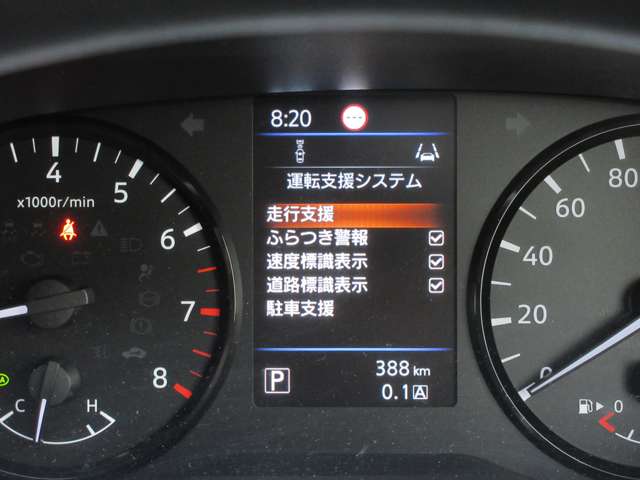 8:20
運転支援システム
走行支援
ふらつき警報
速度標識表示
道路標識表示
駐車支援
P
388 km
0.1 A
4
5
6
7
8
x1000r/min
C H
80
60
40
20
0
0
A